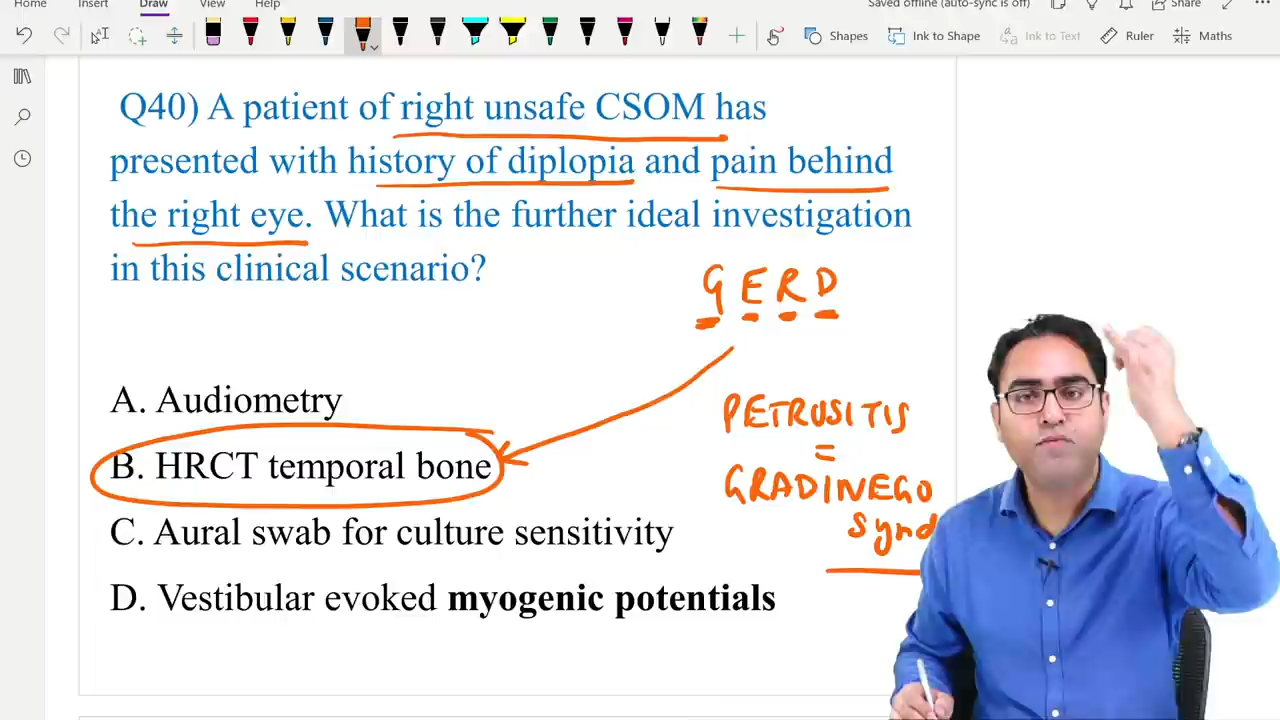 Home Insert Draw View Help Saved offline (auto-sync is off) Share
Shapes Ink to Shape Ink to Text Ruler Maths
Q40) A patient of right unsafe CSOM has
presented with history of diplopia and pain behind
the right eye. What is the further ideal investigation
in this clinical scenario?
GERD
A. Audiometry
PETROSITIS
=
B. HRCT temporal bone
GRADINEGO
Synd
C. Aural swab for culture sensitivity
D. Vestibular evoked myogenic potentials